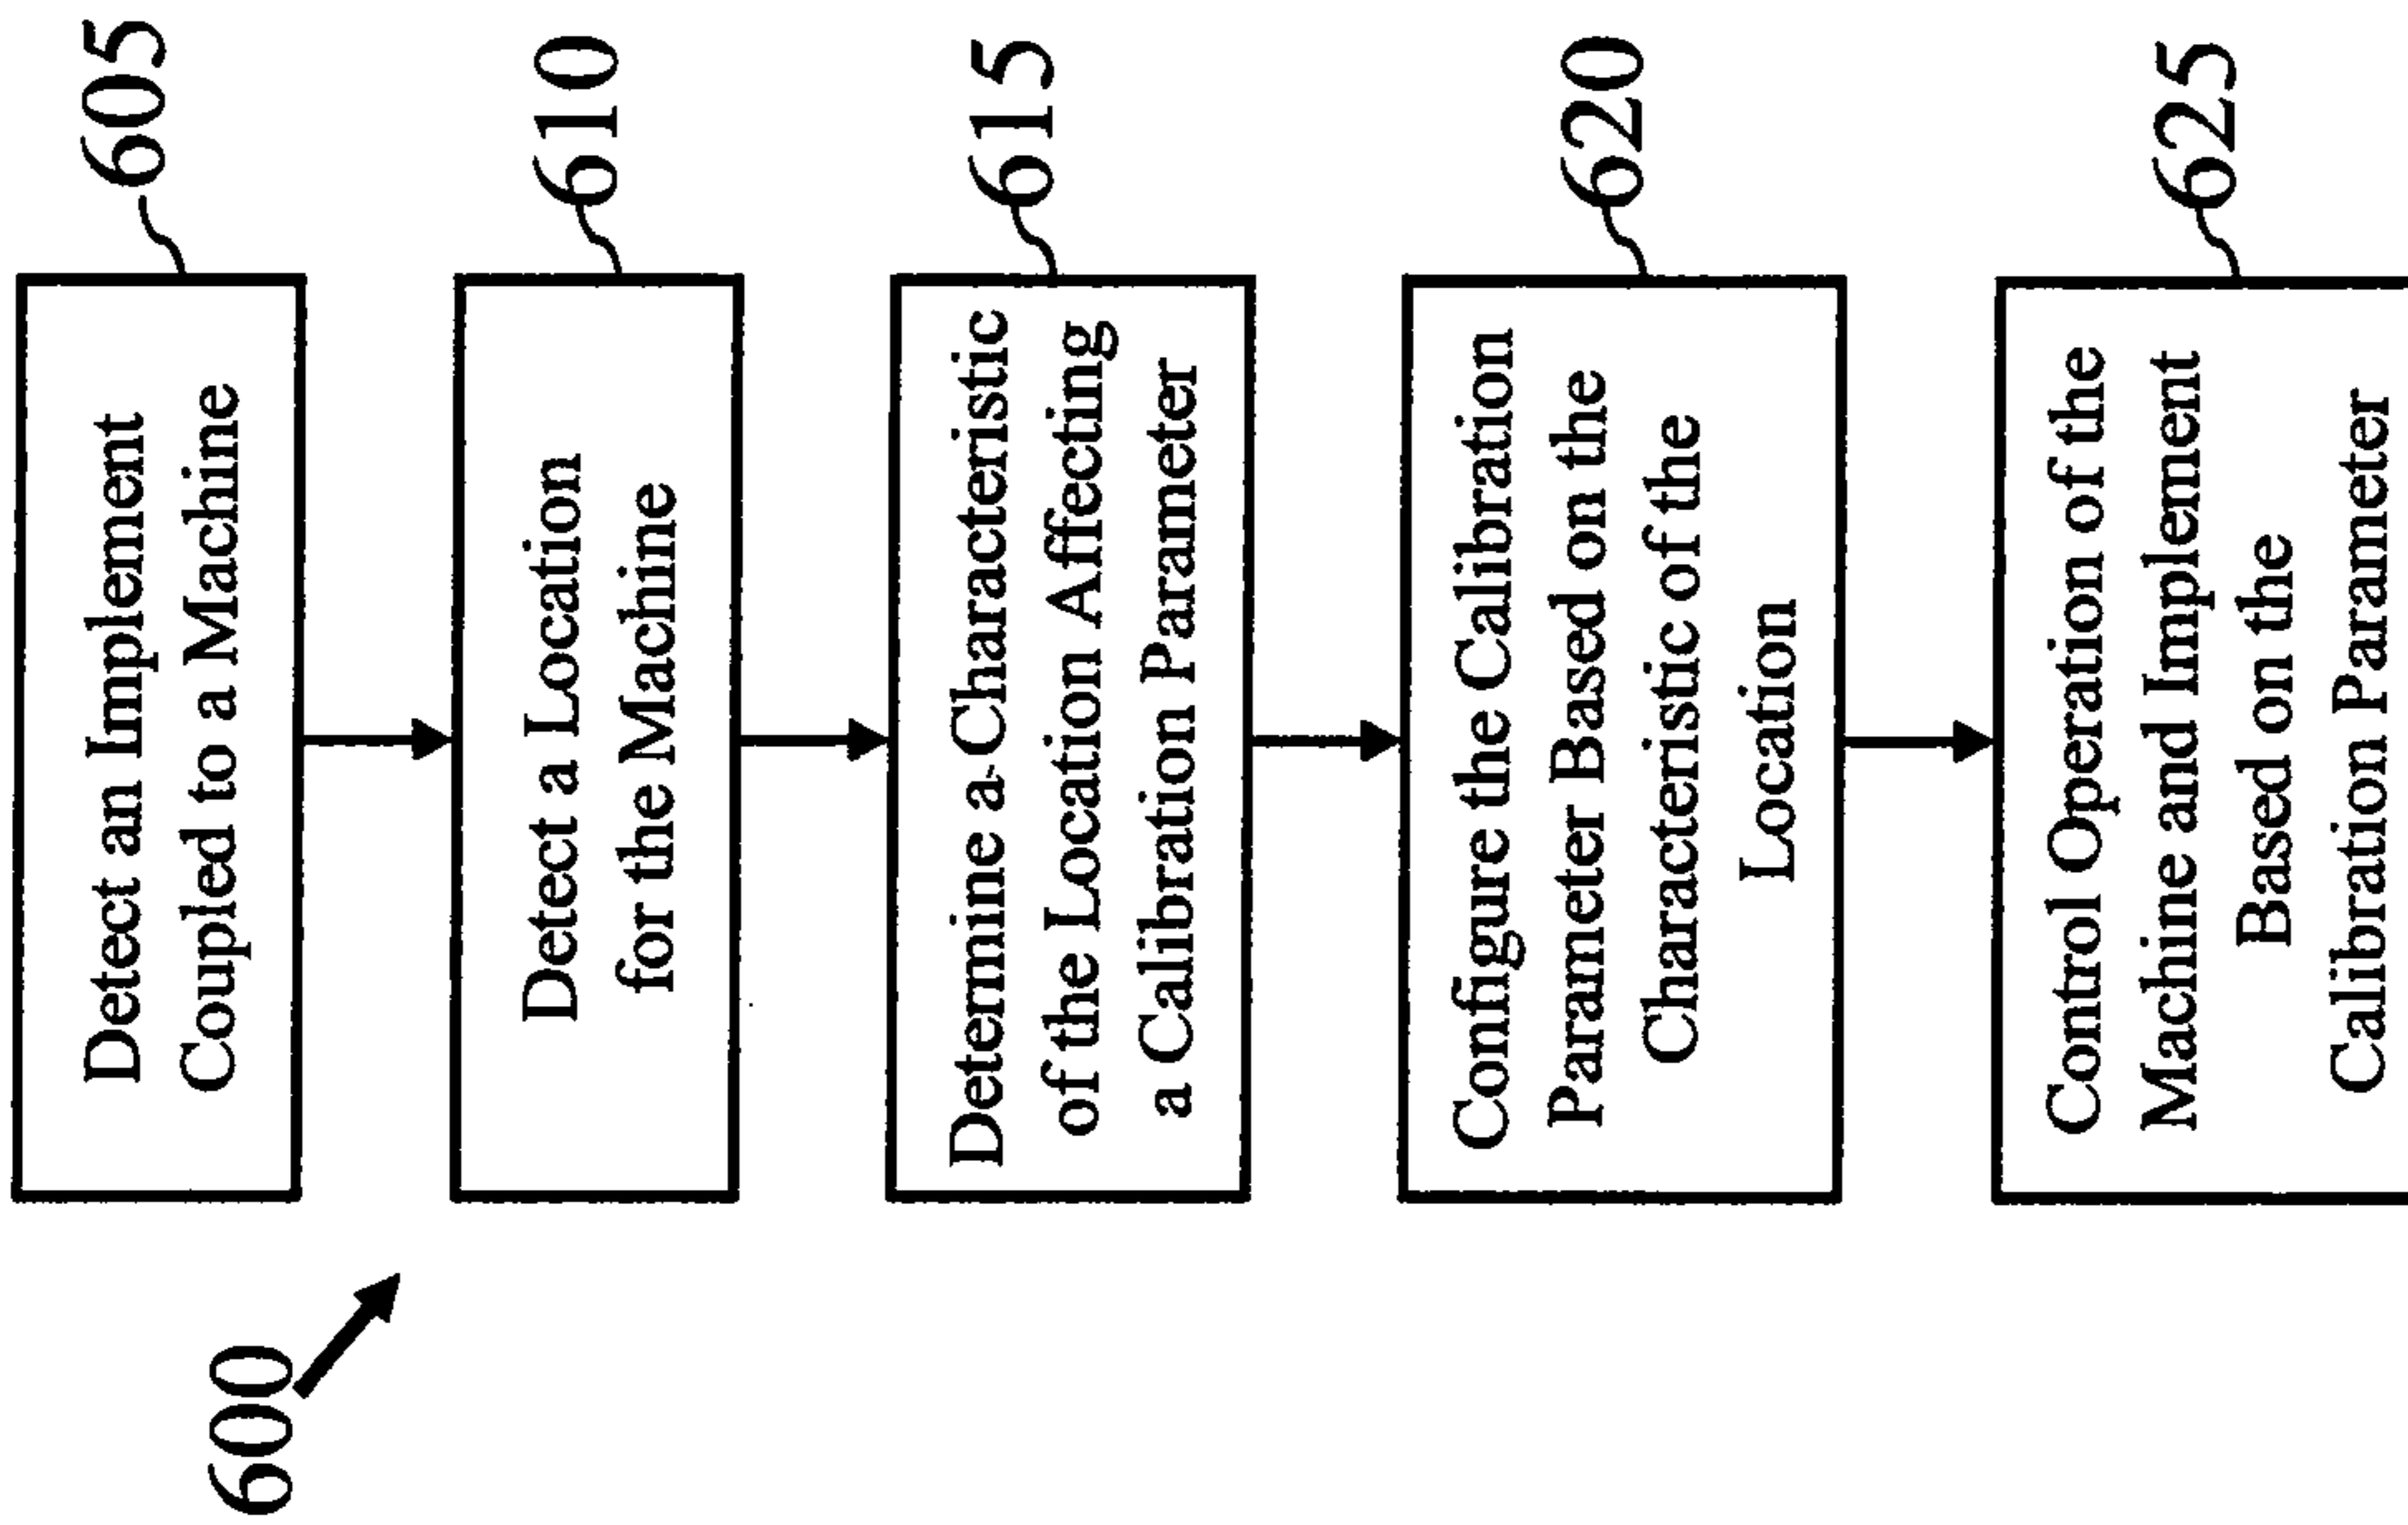 600
Detect an Implement
Coupled to a Machine
605
Detect a Location
for the Machine
610
Determine a Characteristic
of the Location Affecting
a Calibration Parameter
615
Configure the Calibration
Parameter Based on the
Characteristic of the
Location
620
Control Operation of the
Machine and Implement
Based on the
Calibration Parameter
625